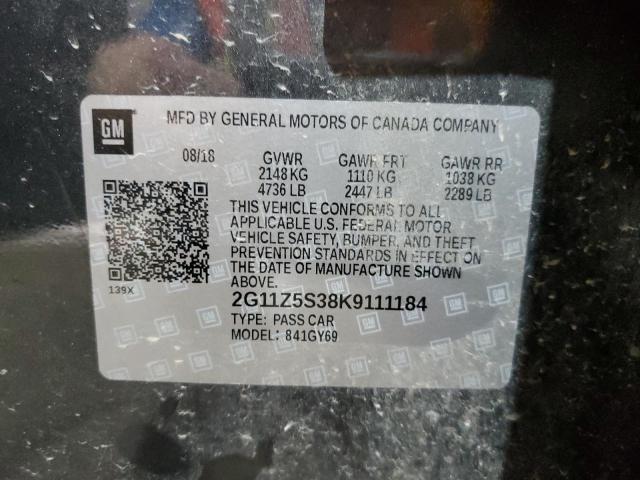 GM
MFD BY GENERAL MOTORS OF CANADA COMPANY
08/18 GVWR GAWR FRT GAWR RR
2148 KG 1110 KG 1038 KG
4736 LB 2447 LB 2289 LB
THIS VEHICLE CONFORMS TO ALL
APPLICABLE U.S. FEDERAL MOTOR
VEHICLE SAFETY, BUMPER, AND THEFT
PREVENTION STANDARDS IN EFFECT ON
THE DATE OF MANUFACTURE SHOWN
ABOVE.
139X
2G11Z5S38K9111184
TYPE: PASS CAR
MODEL: 841GY69